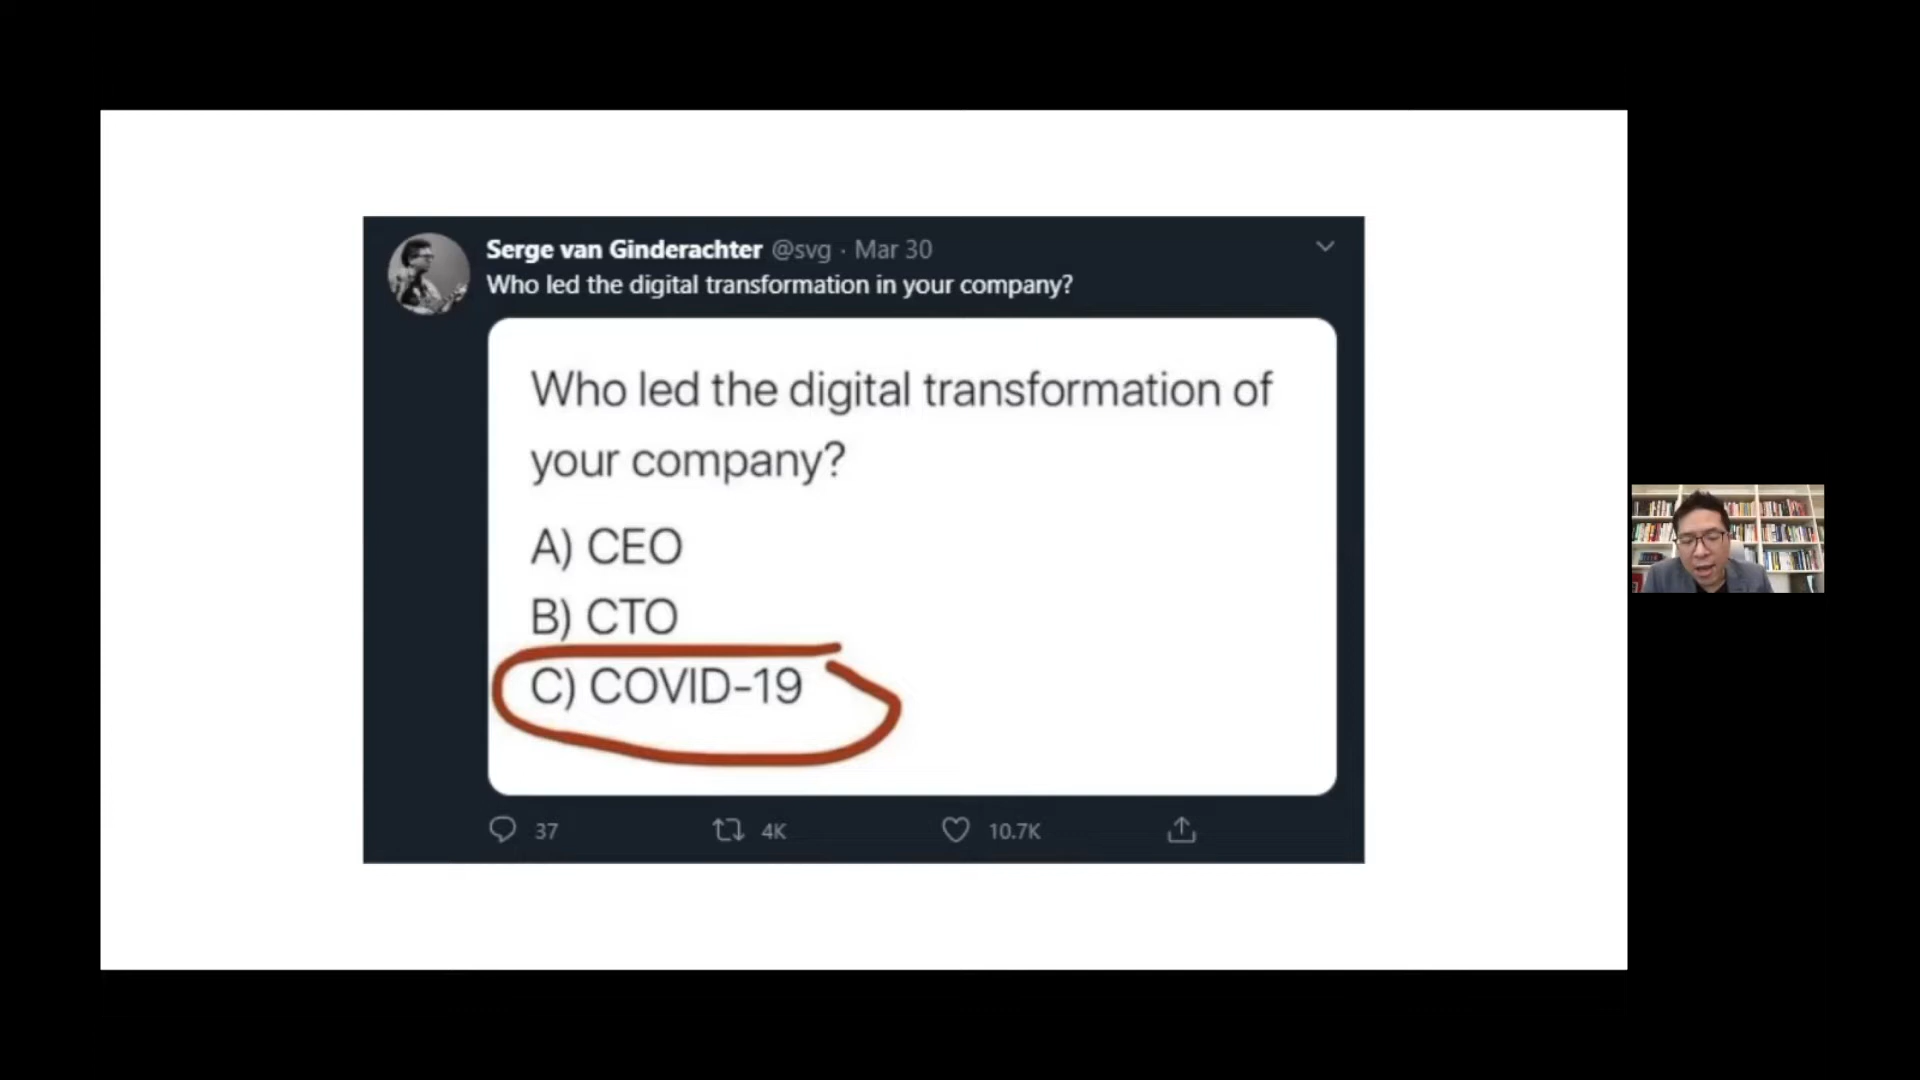 Serge van Ginderachter @svg · Mar 30
Who led the digital transformation in your company?
Who led the digital transformation of
your company?
A) CEO
B) CTO
C) COVID-19
37 4K 10.7K